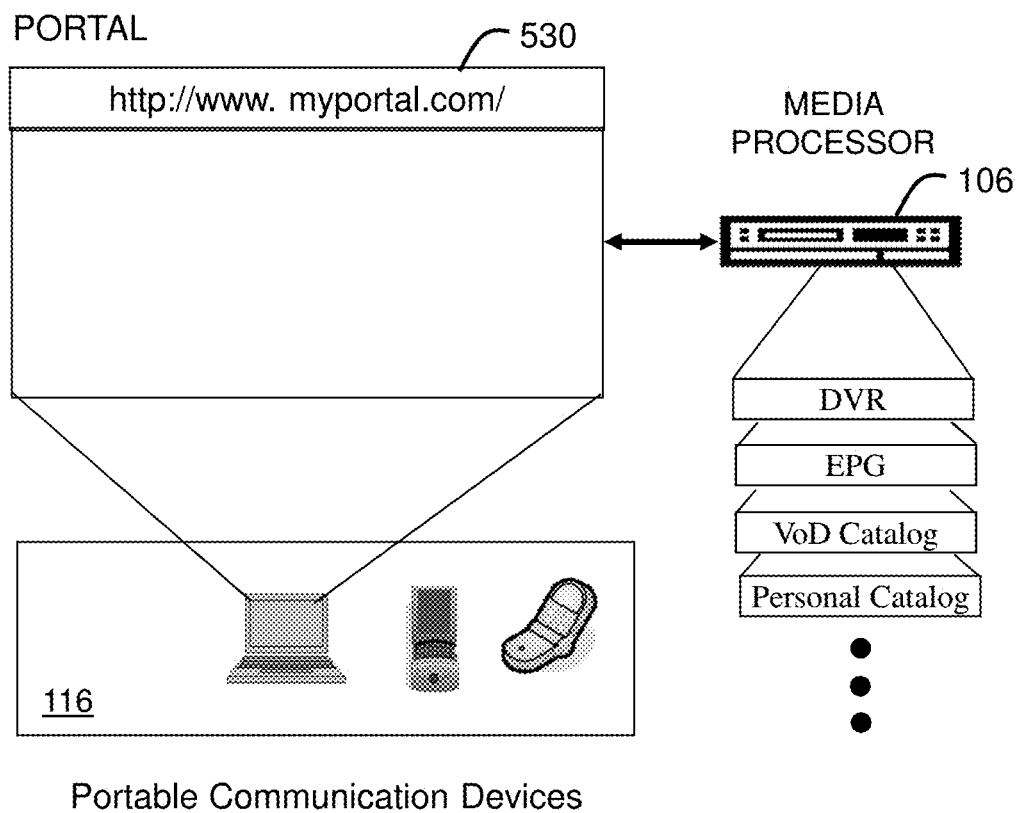 PORTAL
530
http://www. myportal.com/
MEDIA
PROCESSOR
106
DVR
EPG
VoD Catalog
Personal Catalog
116
Portable Communication Devices